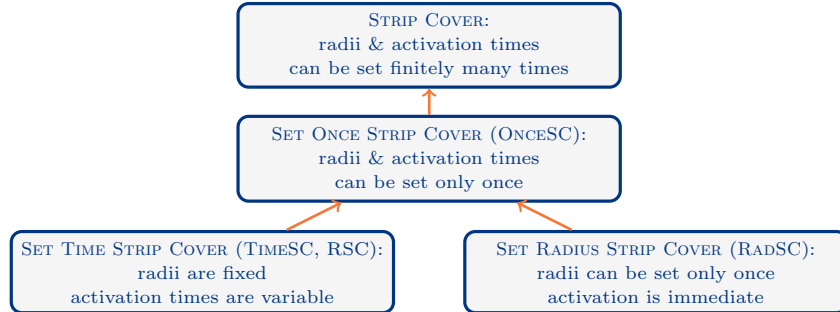 STRIP COVER:
radii & activation times
can be set finitely many times
SET ONCE STRIP COVER (ONCESC):
radii & activation times
can be set only once
SET TIME STRIP COVER (TIMESC, RSC):
radii are fixed
activation times are variable
SET RADIUS STRIP COVER (RADSC):
radii can be set only once
activation is immediate